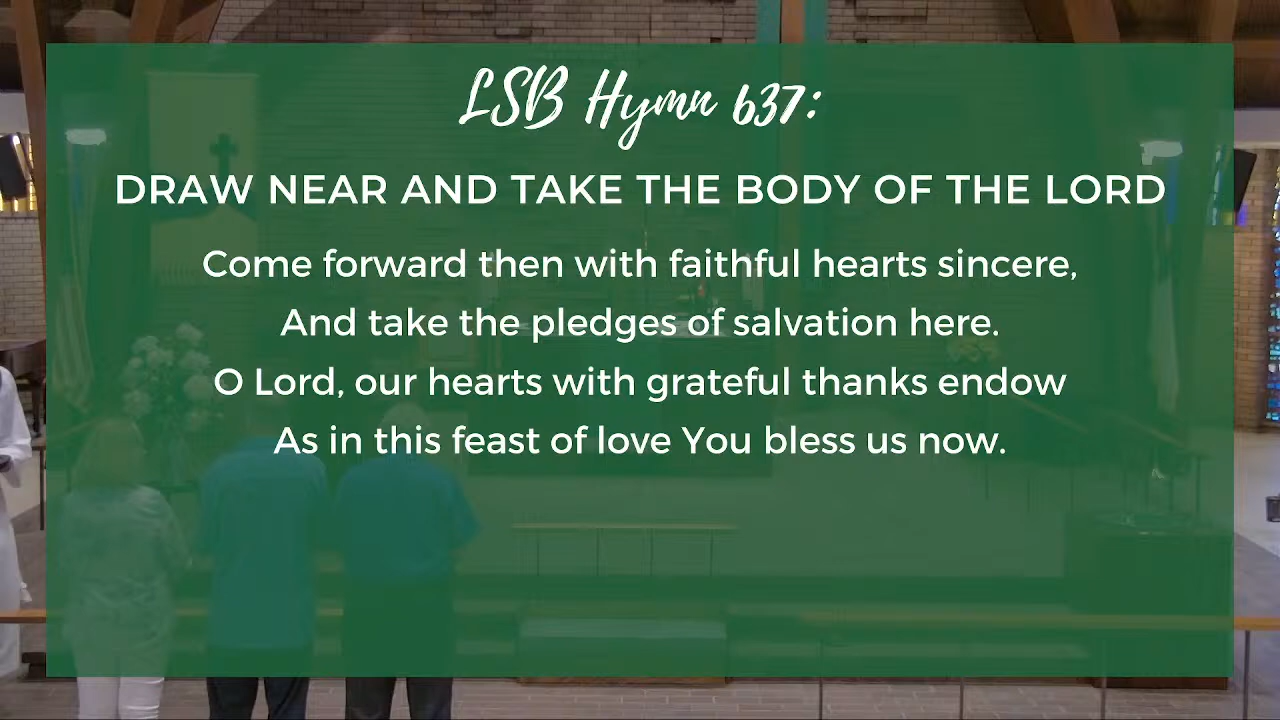 LSB Hymn 637:
DRAW NEAR AND TAKE THE BODY OF THE LORD
Come forward then with faithful hearts sincere,
And take the pledges of salvation here.
O Lord, our hearts with grateful thanks endow
As in this feast of love You bless us now.